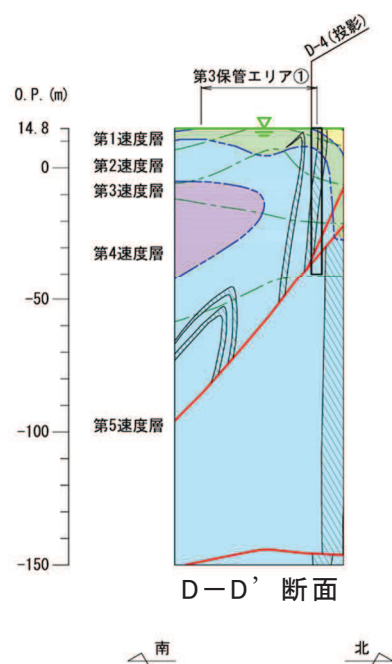 D-4(投影)
第3保管エリア①
O.P.(m)
14.8
第1速度層
0
第2速度層
第3速度層
第4速度層
-50
-100
第5速度層
-150
D-D’断面
南
北